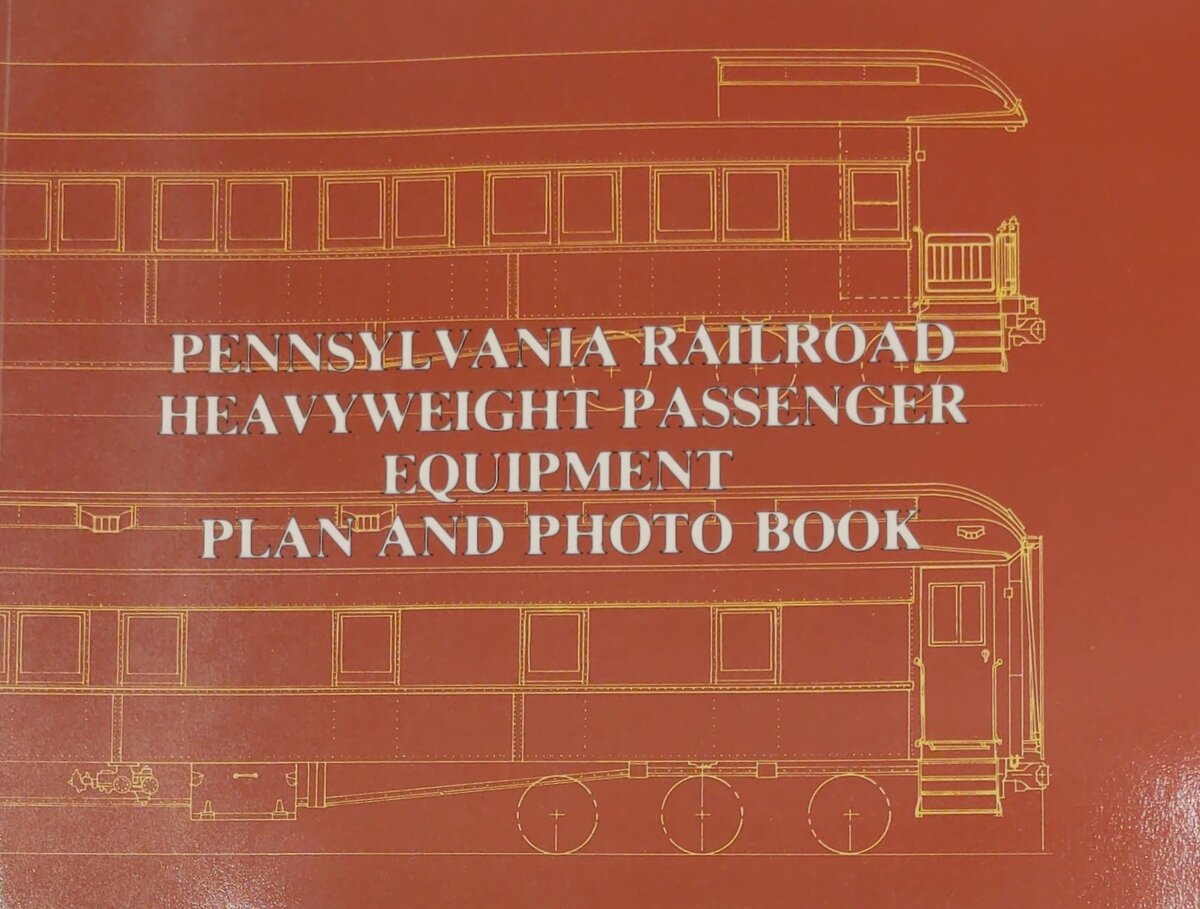 PENNSYLVANIA RAILROAD
HEAVYWEIGHT PASSENGER
EQUIPMENT
PLAN AND PHOTO BOOK